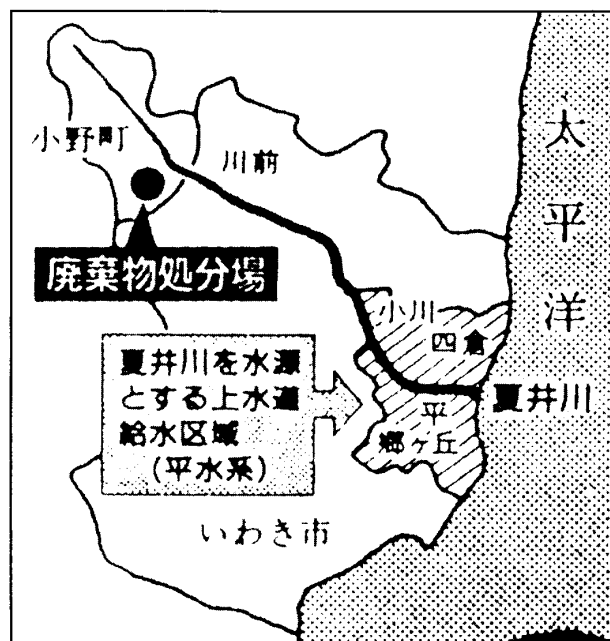 小野町
川前
太平洋
廃棄物処分場
小川
四倉
夏井川を水源
とする上水道
給水区域
(平水系)
夏井川
平
郷ヶ丘
いわき市